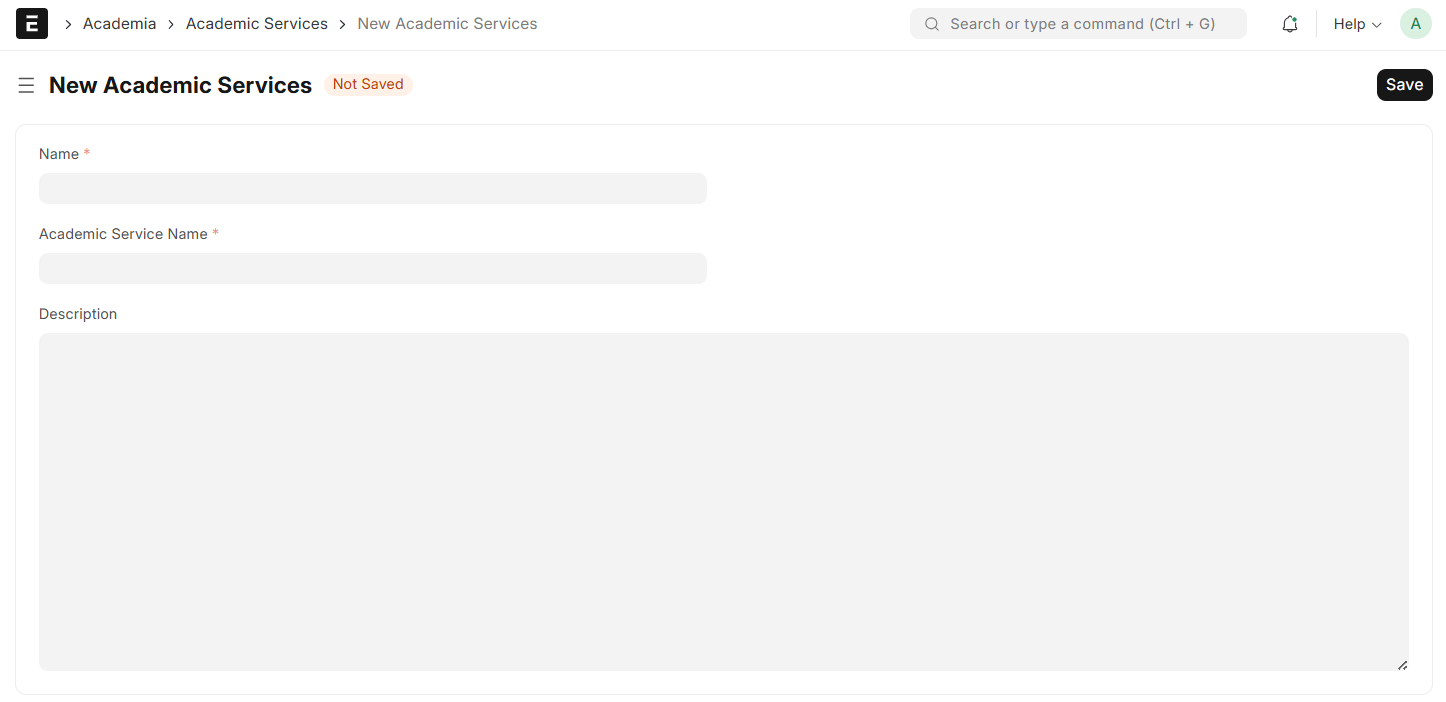 E > Academia > Academic Services > New Academic Services Search or type a command (Ctrl + G) Help A
New Academic Services Not Saved Save
Name *
Academic Service Name *
Description